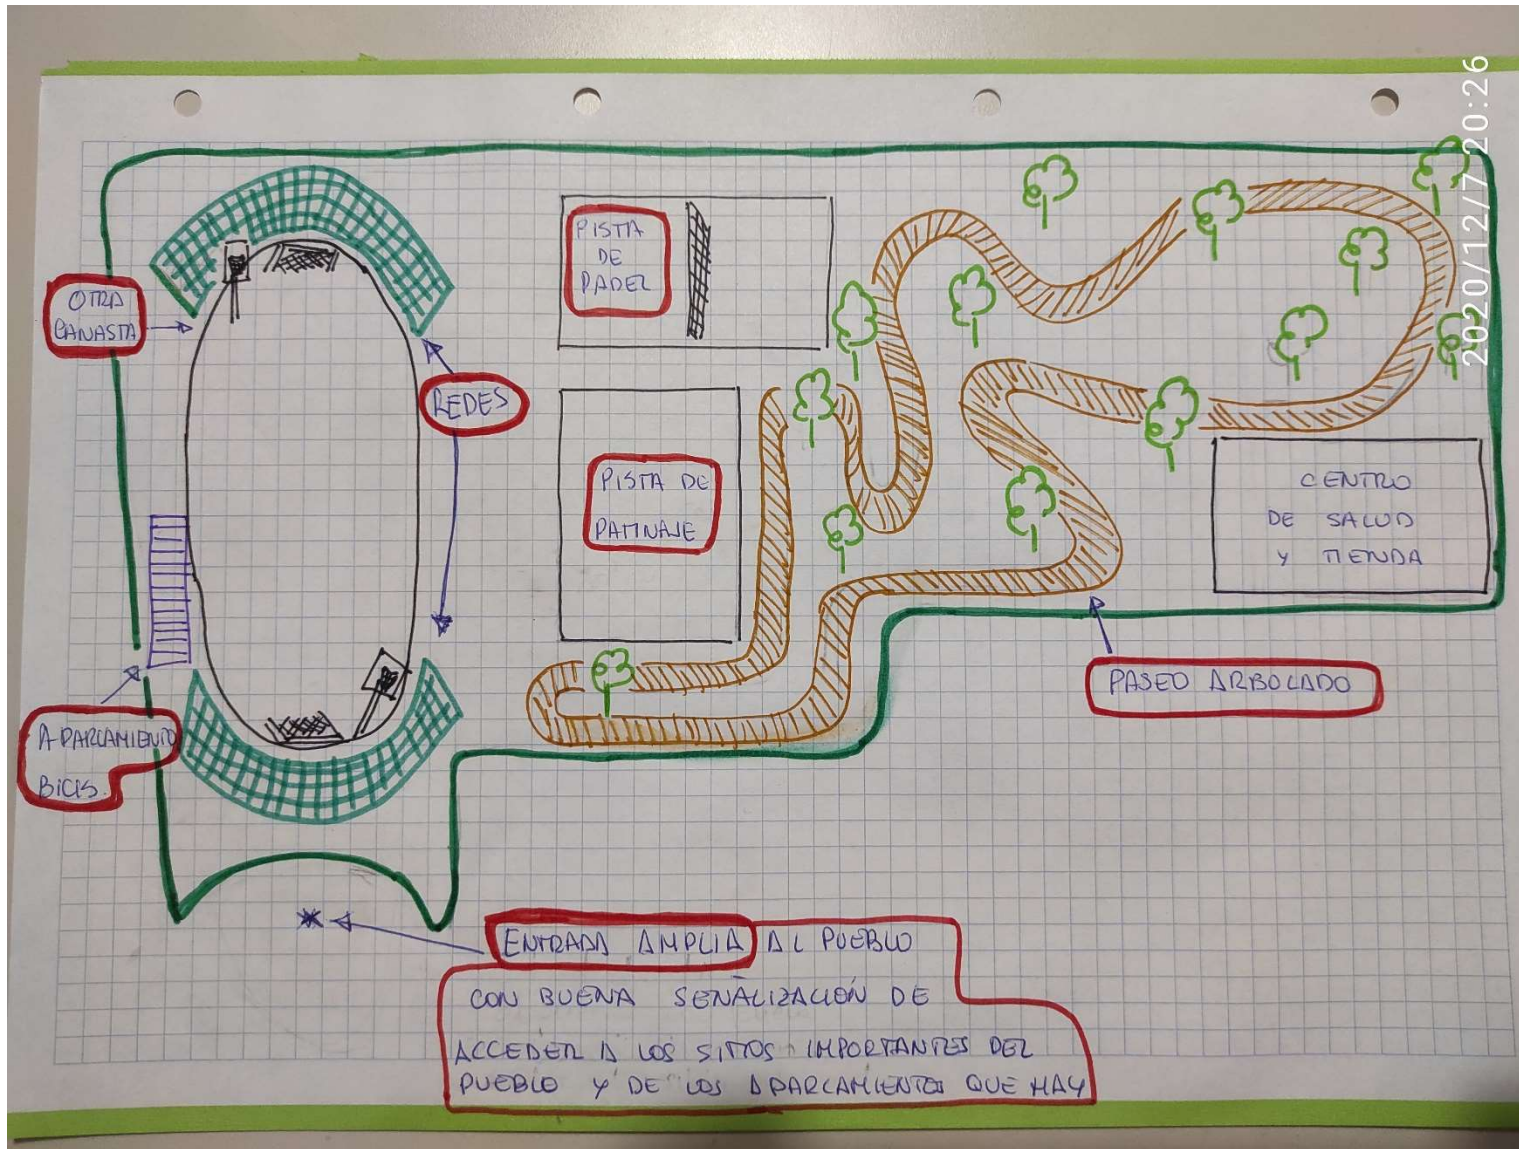 2020/12/7 20:26
PISTA
DE
PADEL
OTRA
CANASTA
REDES
PISTA DE
PATINAJE
CENTRO
DE SALUD
Y TIENDA
PASEO ARBOLADO
APARCAMIENTO
BICIS.
ENTRADA AMPLIA AL PUEBLO
CON BUENA SEÑALIZACIÓN DE
ACCEDER A LOS SITIOS IMPORTANTES DEL
PUEBLO Y DE LOS APARCAMIENTOS QUE HAY